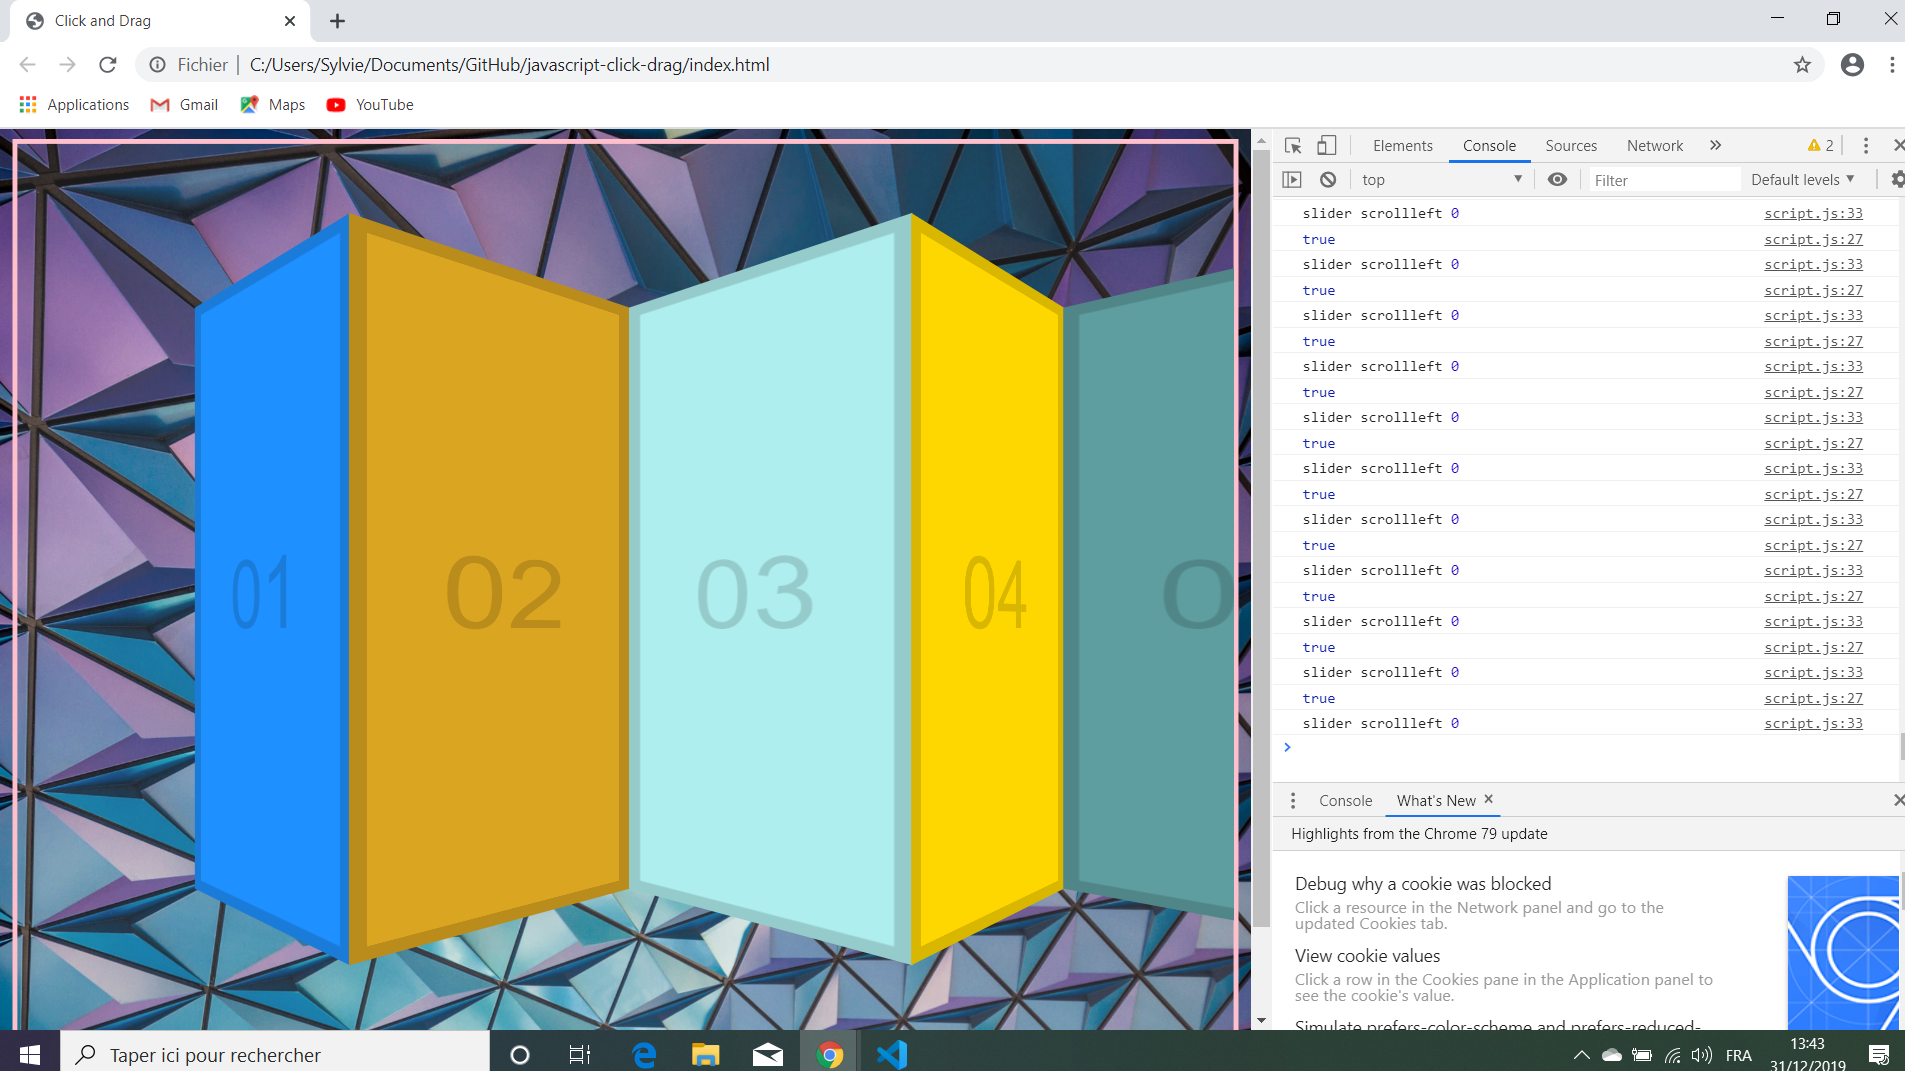 Click and Drag
Fichier | C:/Users/Sylvie/Documents/GitHub/javascript-click-drag/index.html
Applications Gmail Maps YouTube
01 02 03 04
Elements Console Sources Network » 2
top Filter Default levels
slider scrollleft 0 script.js:33
true script.js:27
slider scrollleft 0 script.js:33
true script.js:27
slider scrollleft 0 script.js:33
true script.js:27
slider scrollleft 0 script.js:33
true script.js:27
slider scrollleft 0 script.js:33
true script.js:27
slider scrollleft 0 script.js:33
true script.js:27
slider scrollleft 0 script.js:33
true script.js:27
slider scrollleft 0 script.js:33
true script.js:27
slider scrollleft 0 script.js:33
true script.js:27
slider scrollleft 0 script.js:33
true script.js:27
slider scrollleft 0 script.js:33
Console What's New
Highlights from the Chrome 79 update
Debug why a cookie was blocked
Click a resource in the Network panel and go to the
updated Cookies tab.
View cookie values
Click a row in the Cookies pane in the Application panel to
see the cookie's value.
Simulate prefers-color-scheme and prefers-reduced-
Taper ici pour rechercher
FRA
13:43
31/12/2019